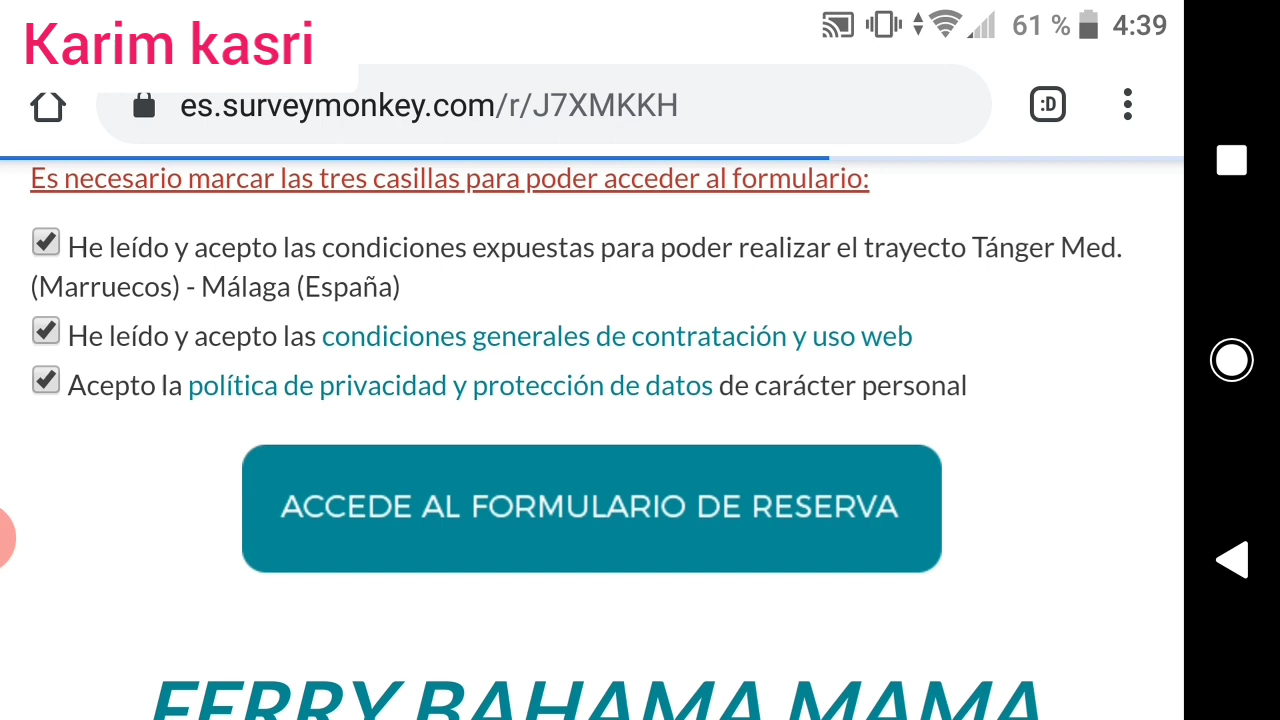 Karim kasri
61 % 4:39
es.surveymonkey.com/r/J7XMKKH
:D
Es necesario marcar las tres casillas para poder acceder al formulario:
He leído y acepto las condiciones expuestas para poder realizar el trayecto Tánger Med.
(Marruecos) - Málaga (España)
He leído y acepto las condiciones generales de contratación y uso web
Acepto la política de privacidad y protección de datos de carácter personal
ACCEDE AL FORMULARIO DE RESERVA
FERRY BAHAMA MAMA